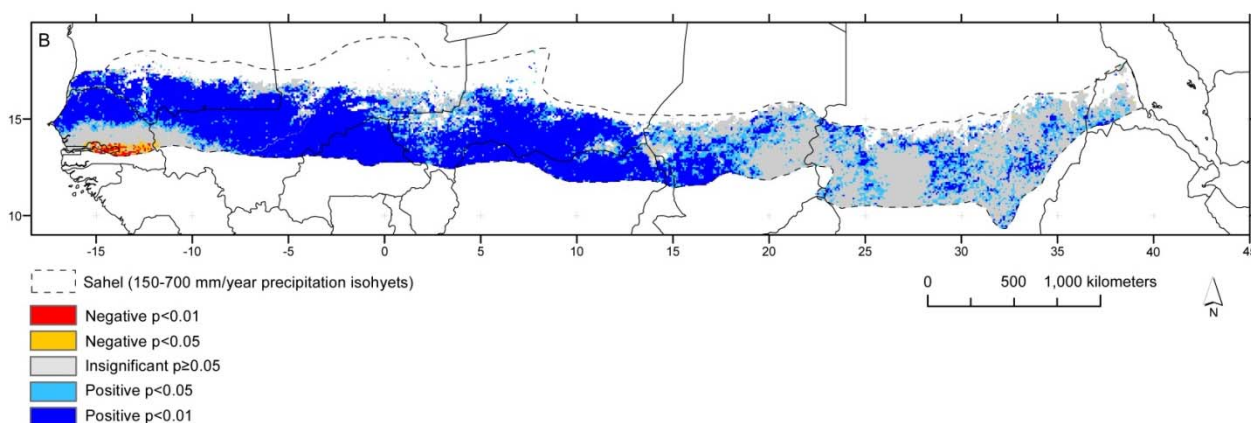 B
15
10
-15 -10 -5 0 5 10 15 20 25 30 35 40 45
Sahel (150-700 mm/year precipitation isohyets)
0 500 1,000 kilometers
N
Negative p<0.01
Negative p<0.05
Insignificant p≥0.05
Positive p<0.05
Positive p<0.01